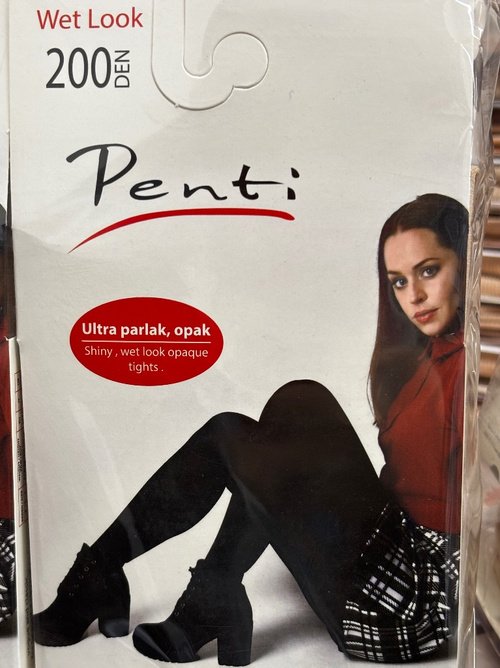 Wet Look
200 DEN
Penti
Ultra parlak, opak
Shiny , wet look opaque
tights .